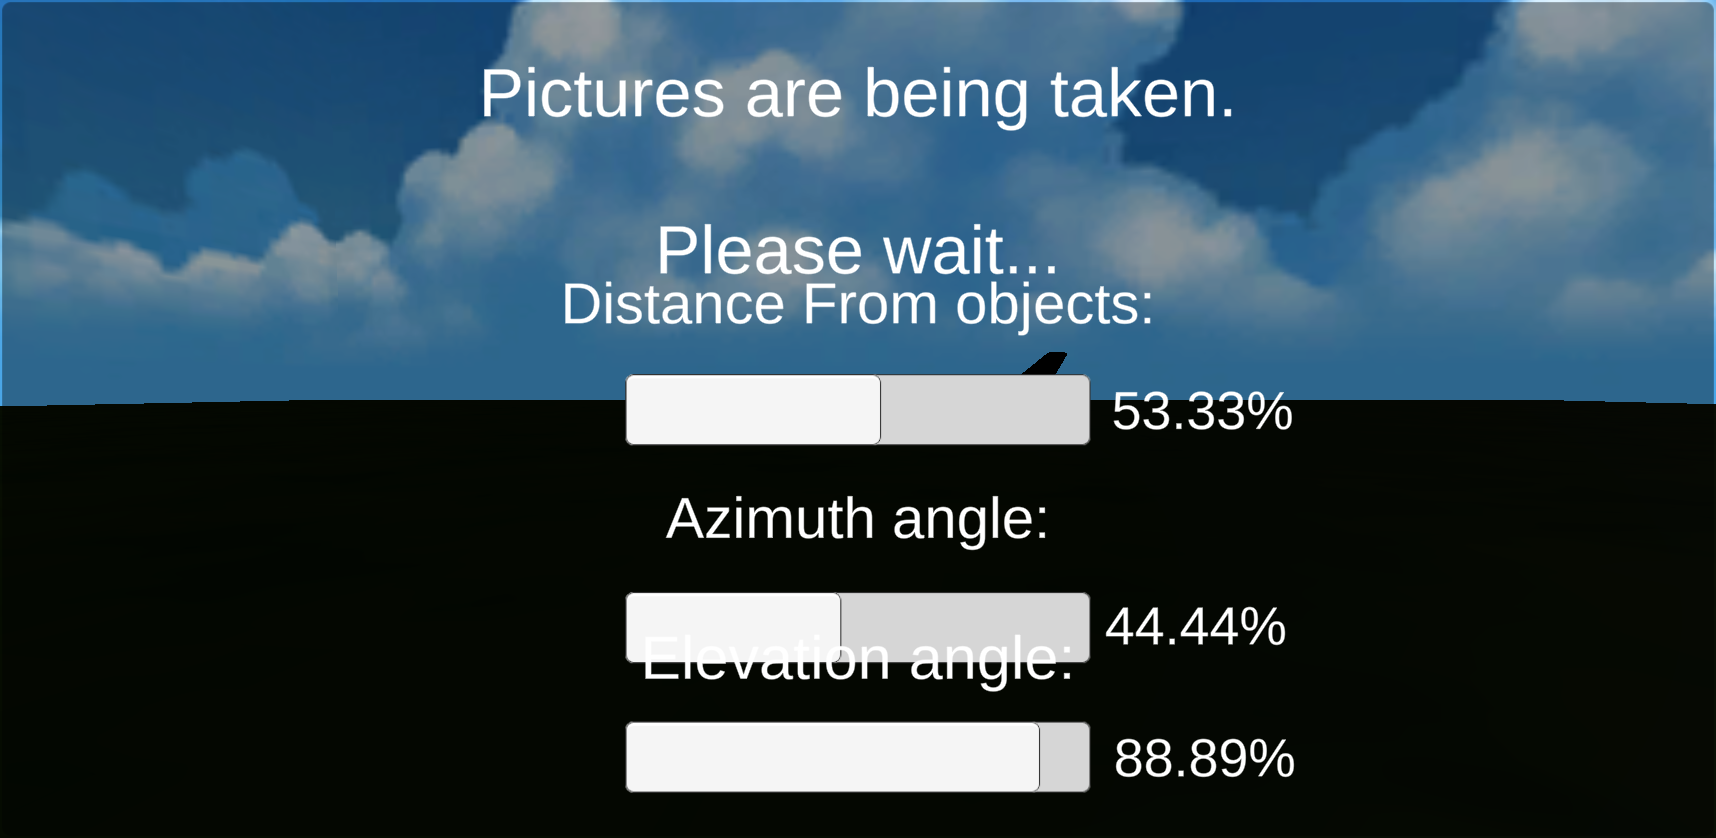 Pictures are being taken.
Please wait...
Distance From objects:
53.33%
Azimuth angle:
44.44%
Elevation angle:
88.89%